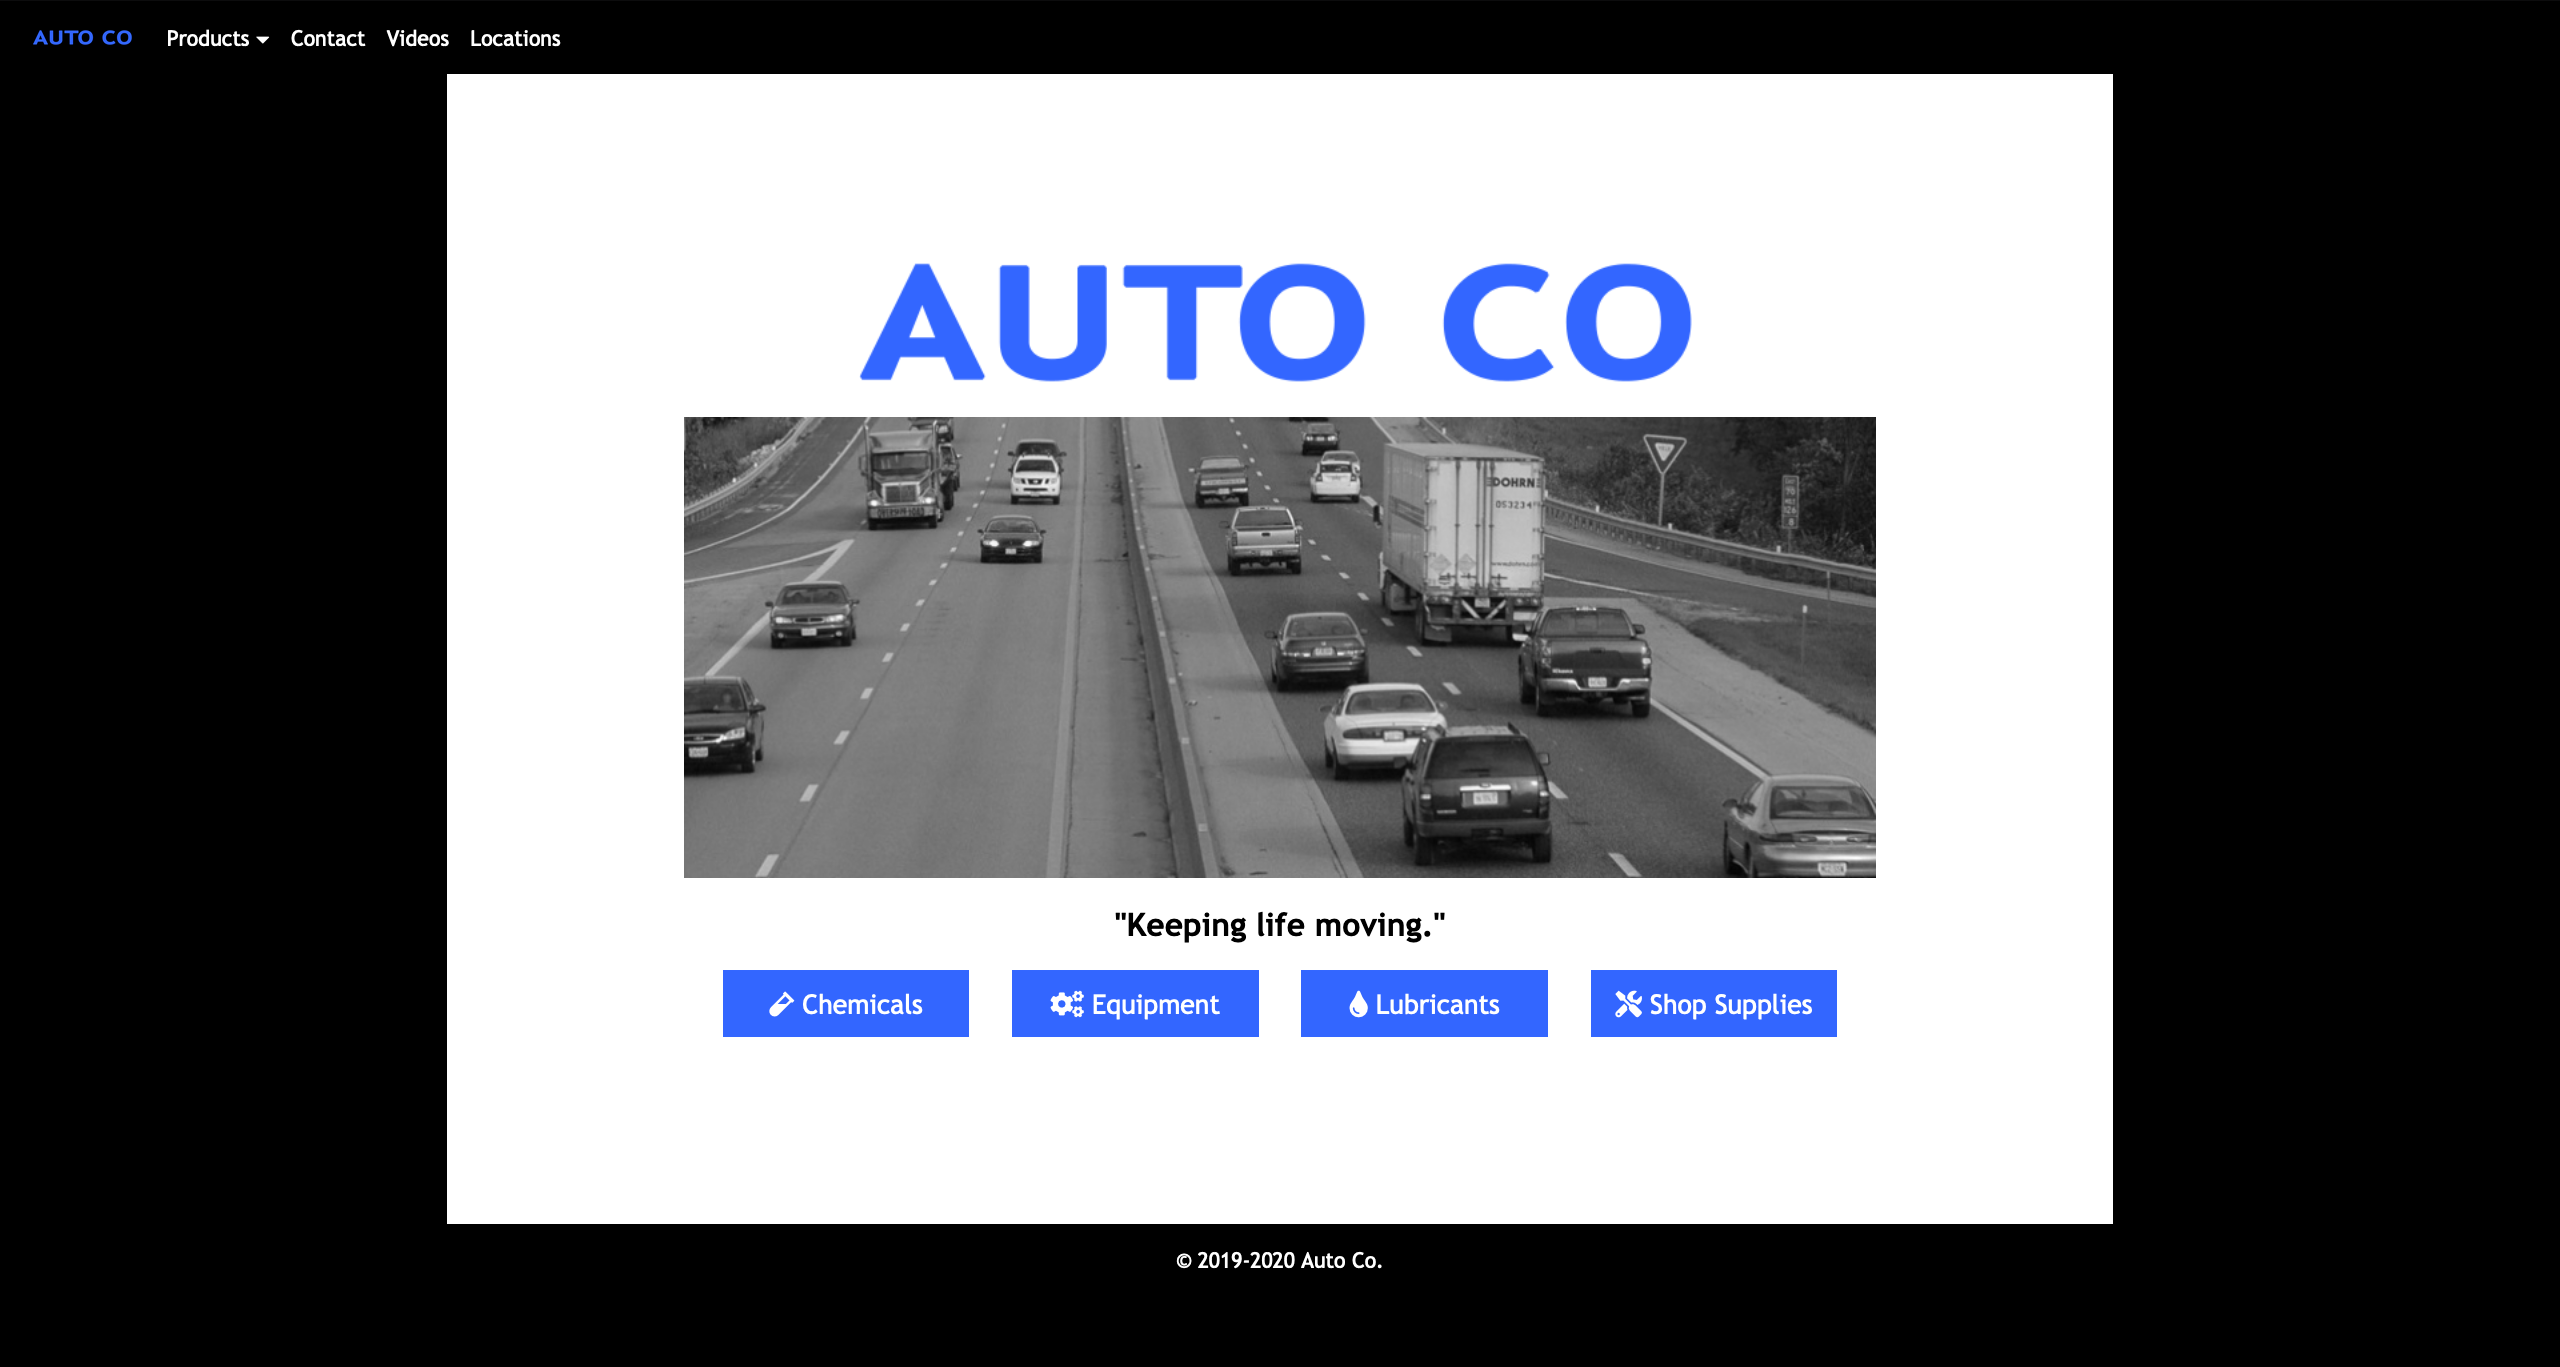 AUTO CO Products Contact Videos Locations
AUTO CO
DOHRN
053234
"Keeping life moving."
Chemicals Equipment Lubricants Shop Supplies
© 2019-2020 Auto Co.